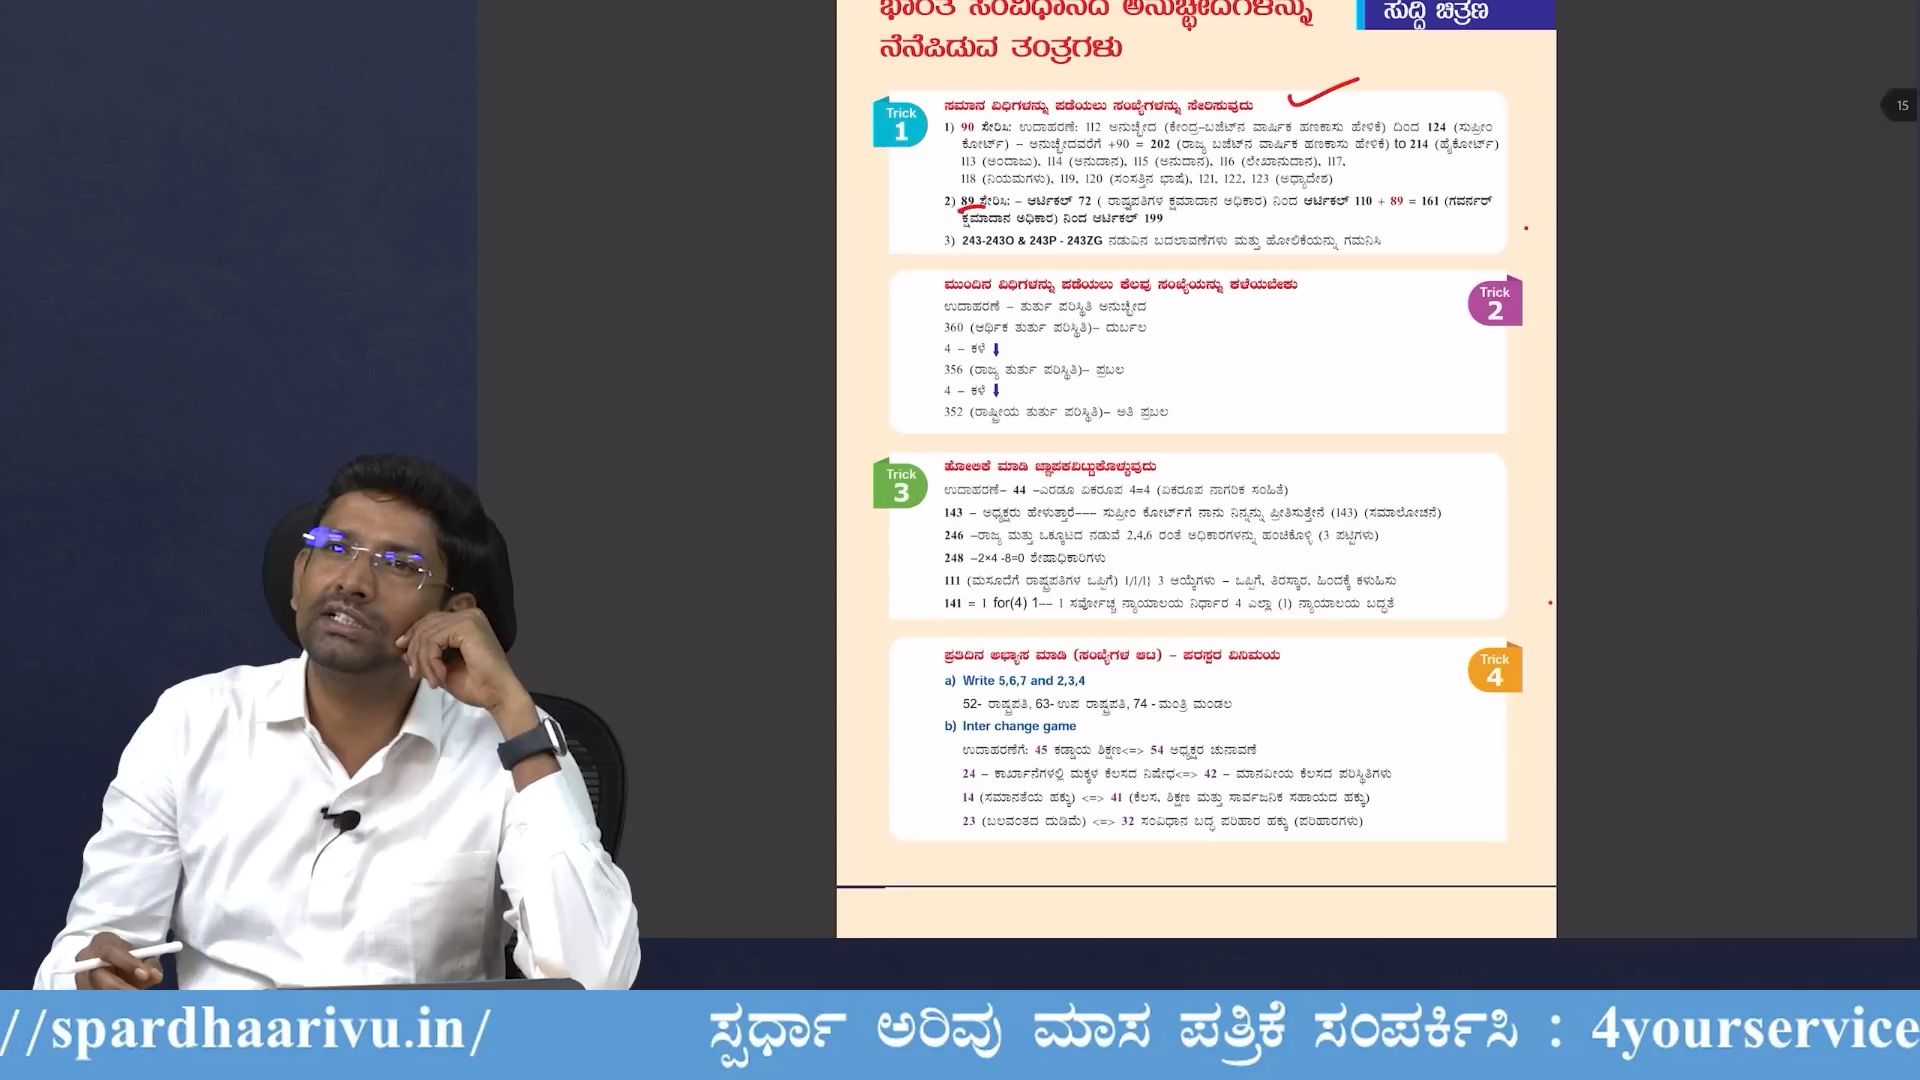 ಭಾರತ ಸಂವಿಧಾನದ ಅನುಚ್ಛೇದಗಳನ್ನು
ನೆನಪಿಡುವ ತಂತ್ರಗಳು
ಸುದ್ದಿ ಚಿತ್ರಣ
15
Trick
1
ಸಮಾನ ವಿಧಿಗಳನ್ನು ಪಡೆಯಲು ಸಂಖ್ಯೆಗಳನ್ನು ಸೇರಿಸುವುದು
1) 90 ಸೇರಿಸಿ: ಉದಾಹರಣೆ: 112 ಅನುಚ್ಛೇದ (ಕೇಂದ್ರ-ಬಜೆಟ್‌ನ ವಾರ್ಷಿಕ ಹಣಕಾಸು ಹೇಳಿಕೆ) ದಿಂದ 124 (ಸುಪ್ರೀಂ
ಕೋರ್ಟ್) – ಅನುಚ್ಛೇದವರೆಗೆ +90 = 202 (ರಾಜ್ಯ ಬಜೆಟ್‌ನ ವಾರ್ಷಿಕ ಹಣಕಾಸು ಹೇಳಿಕೆ) to 214 (ಹೈಕೋರ್ಟ್)
113 (ಅಂದಾಜು), 114 (ಅನುದಾನ), 115 (ಅನುದಾನ), 116 (ಲೇಖಾನುದಾನ), 117,
118 (ನಿಯಮಗಳು), 119, 120 (ಸಂಸತ್ತಿನ ಭಾಷೆ), 121, 122, 123 (ಅಧ್ಯಾದೇಶ)
2) 89 ಸೇರಿಸಿ: – ಆರ್ಟಿಕಲ್ 72 ( ರಾಷ್ಟ್ರಪತಿಗಳ ಕ್ಷಮಾದಾನ ಅಧಿಕಾರ) ನಿಂದ ಆರ್ಟಿಕಲ್ 110 + 89 = 161 (ಗವರ್ನರ್
ಕ್ಷಮಾದಾನ ಅಧಿಕಾರ) ನಿಂದ ಆರ್ಟಿಕಲ್ 199
3) 243-243O & 243P - 243ZG ನಡುವಿನ ಬದಲಾವಣೆಗಳು ಮತ್ತು ಹೋಲಿಕೆಯನ್ನು ಗಮನಿಸಿ
Trick
2
ಮುಂದಿನ ವಿಧಿಗಳನ್ನು ಪಡೆಯಲು ಕೆಲವು ಸಂಖ್ಯೆಯನ್ನು ಕಳೆಯಬೇಕು
ಉದಾಹರಣೆ – ತುರ್ತು ಪರಿಸ್ಥಿತಿ ಅನುಚ್ಛೇದ
360 (ಆರ್ಥಿಕ ತುರ್ತು ಪರಿಸ್ಥಿತಿ)– ದುರ್ಬಲ
4 – ಕಳೆ ⬇
356 (ರಾಜ್ಯ ತುರ್ತು ಪರಿಸ್ಥಿತಿ)– ಪ್ರಬಲ
4 – ಕಳೆ ⬇
352 (ರಾಷ್ಟ್ರೀಯ ತುರ್ತು ಪರಿಸ್ಥಿತಿ)– ಅತಿ ಪ್ರಬಲ
Trick
3
ಹೋಲಿಕೆ ಮಾಡಿ ಜ್ಞಾಪಕವಿಟ್ಟುಕೊಳ್ಳುವುದು
ಉದಾಹರಣೆ– 44 –ಎರಡೂ ಏಕರೂಪ 4=4 (ಏಕರೂಪ ನಾಗರಿಕ ಸಂಹಿತೆ)
143 – ಅಧ್ಯಕ್ಷರು ಹೇಳುತ್ತಾರೆ––– ಸುಪ್ರೀಂ ಕೋರ್ಟ್‌ಗೆ ನಾನು ನಿನ್ನನ್ನು ಪ್ರೀತಿಸುತ್ತೇನೆ (143) (ಸಮಾಲೋಚನೆ)
246 –ರಾಜ್ಯ ಮತ್ತು ಒಕ್ಕೂಟದ ನಡುವೆ 2,4,6 ರಂತೆ ಅಧಿಕಾರಗಳನ್ನು ಹಂಚಿಕೊಳ್ಳಿ (3 ಪಟ್ಟಿಗಳು)
248 –2×4 -8=0 ಶೇಷಾಧಿಕಾರಿಗಳು
111 (ಮಸೂದೆಗೆ ರಾಷ್ಟ್ರಪತಿಗಳ ಒಪ್ಪಿಗೆ) 1/1/1} 3 ಆಯ್ಕೆಗಳು – ಒಪ್ಪಿಗೆ, ತಿರಸ್ಕಾರ, ಹಿಂದಕ್ಕೆ ಕಳುಹಿಸು
141 = 1 for(4) 1–– 1 ಸರ್ವೋಚ್ಚ ನ್ಯಾಯಾಲಯ ನಿರ್ಧಾರ 4 ಎಲ್ಲಾ (1) ನ್ಯಾಯಾಲಯ ಬದ್ಧತೆ
Trick
4
ಪ್ರತಿದಿನ ಅಭ್ಯಾಸ ಮಾಡಿ (ಸಂಖ್ಯೆಗಳ ಆಟ) – ಪರಸ್ಪರ ವಿನಿಮಯ
a) Write 5,6,7 and 2,3,4
52- ರಾಷ್ಟ್ರಪತಿ, 63- ಉಪ ರಾಷ್ಟ್ರಪತಿ, 74 - ಮಂತ್ರಿ ಮಂಡಲ
b) Inter change game
ಉದಾಹರಣೆಗೆ: 45 ಕಡ್ಡಾಯ ಶಿಕ್ಷಣ<=> 54 ಅಧ್ಯಕ್ಷರ ಚುನಾವಣೆ
24 – ಕಾರ್ಖಾನೆಗಳಲ್ಲಿ ಮಕ್ಕಳ ಕೆಲಸದ ನಿಷೇಧ<=> 42 – ಮಾನವೀಯ ಕೆಲಸದ ಪರಿಸ್ಥಿತಿಗಳು
14 (ಸಮಾನತೆಯ ಹಕ್ಕು) <=> 41 (ಕೆಲಸ, ಶಿಕ್ಷಣ ಮತ್ತು ಸಾರ್ವಜನಿಕ ಸಹಾಯದ ಹಕ್ಕು)
23 (ಬಲವಂತದ ದುಡಿಮೆ) <=> 32 ಸಂವಿಧಾನ ಬದ್ಧ ಪರಿಹಾರ ಹಕ್ಕು (ಪರಿಹಾರಗಳು)
//spardhaarivu.in/ ಸ್ಪರ್ಧಾ ಅರಿವು ಮಾಸ ಪತ್ರಿಕೆ ಸಂಪರ್ಕಿಸಿ : 4yourservice